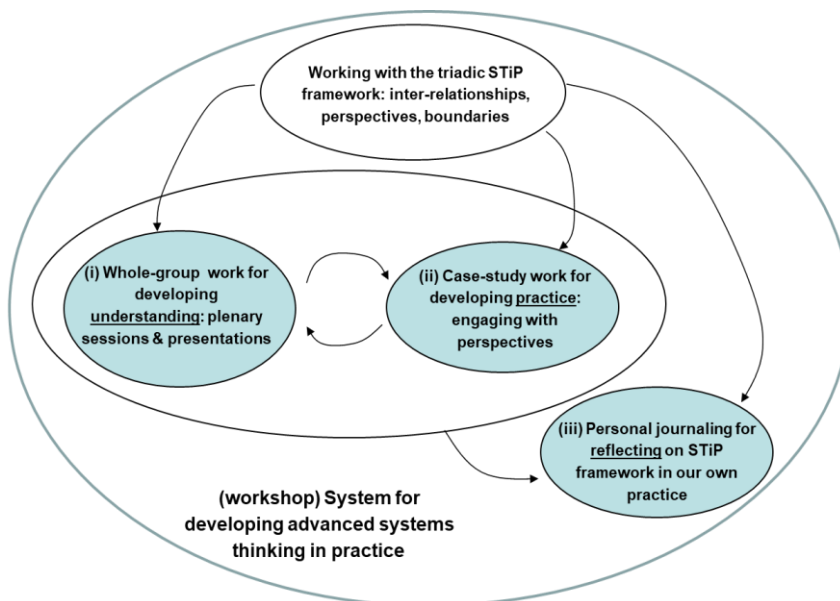 Working with the triadic STiP
framework: inter-relationships,
perspectives, boundaries
(i) Whole-group work for
developing
understanding: plenary
sessions & presentations
(ii) Case-study work for
developing practice:
engaging with
perspectives
(iii) Personal journaling for
reflecting on STiP
framework in our own
practice
(workshop) System for
developing advanced systems
thinking in practice